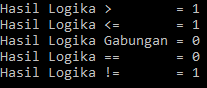 Hasil Logika >        = 1
Hasil Logika <=       = 1
Hasil Logika Gabungan = 0
Hasil Logika ==       = 0
Hasil Logika !=       = 1